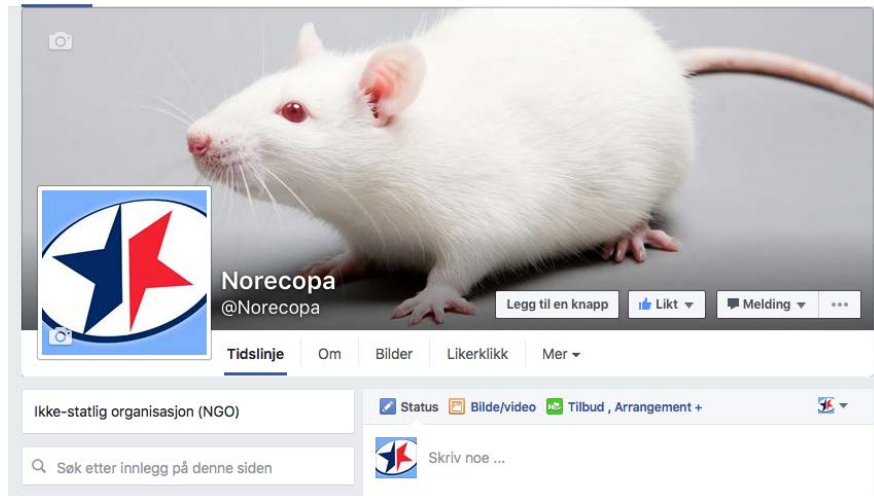 Norecopa
@Norecopa
Legg til en knapp
Likt
Melding
Tidslinje
Om
Bilder
Likerklikk
Mer
Ikke-statlig organisasjon (NGO)
Status
Bilde/video
Tilbud , Arrangement +
Søk etter innlegg på denne siden
Skriv noe ...